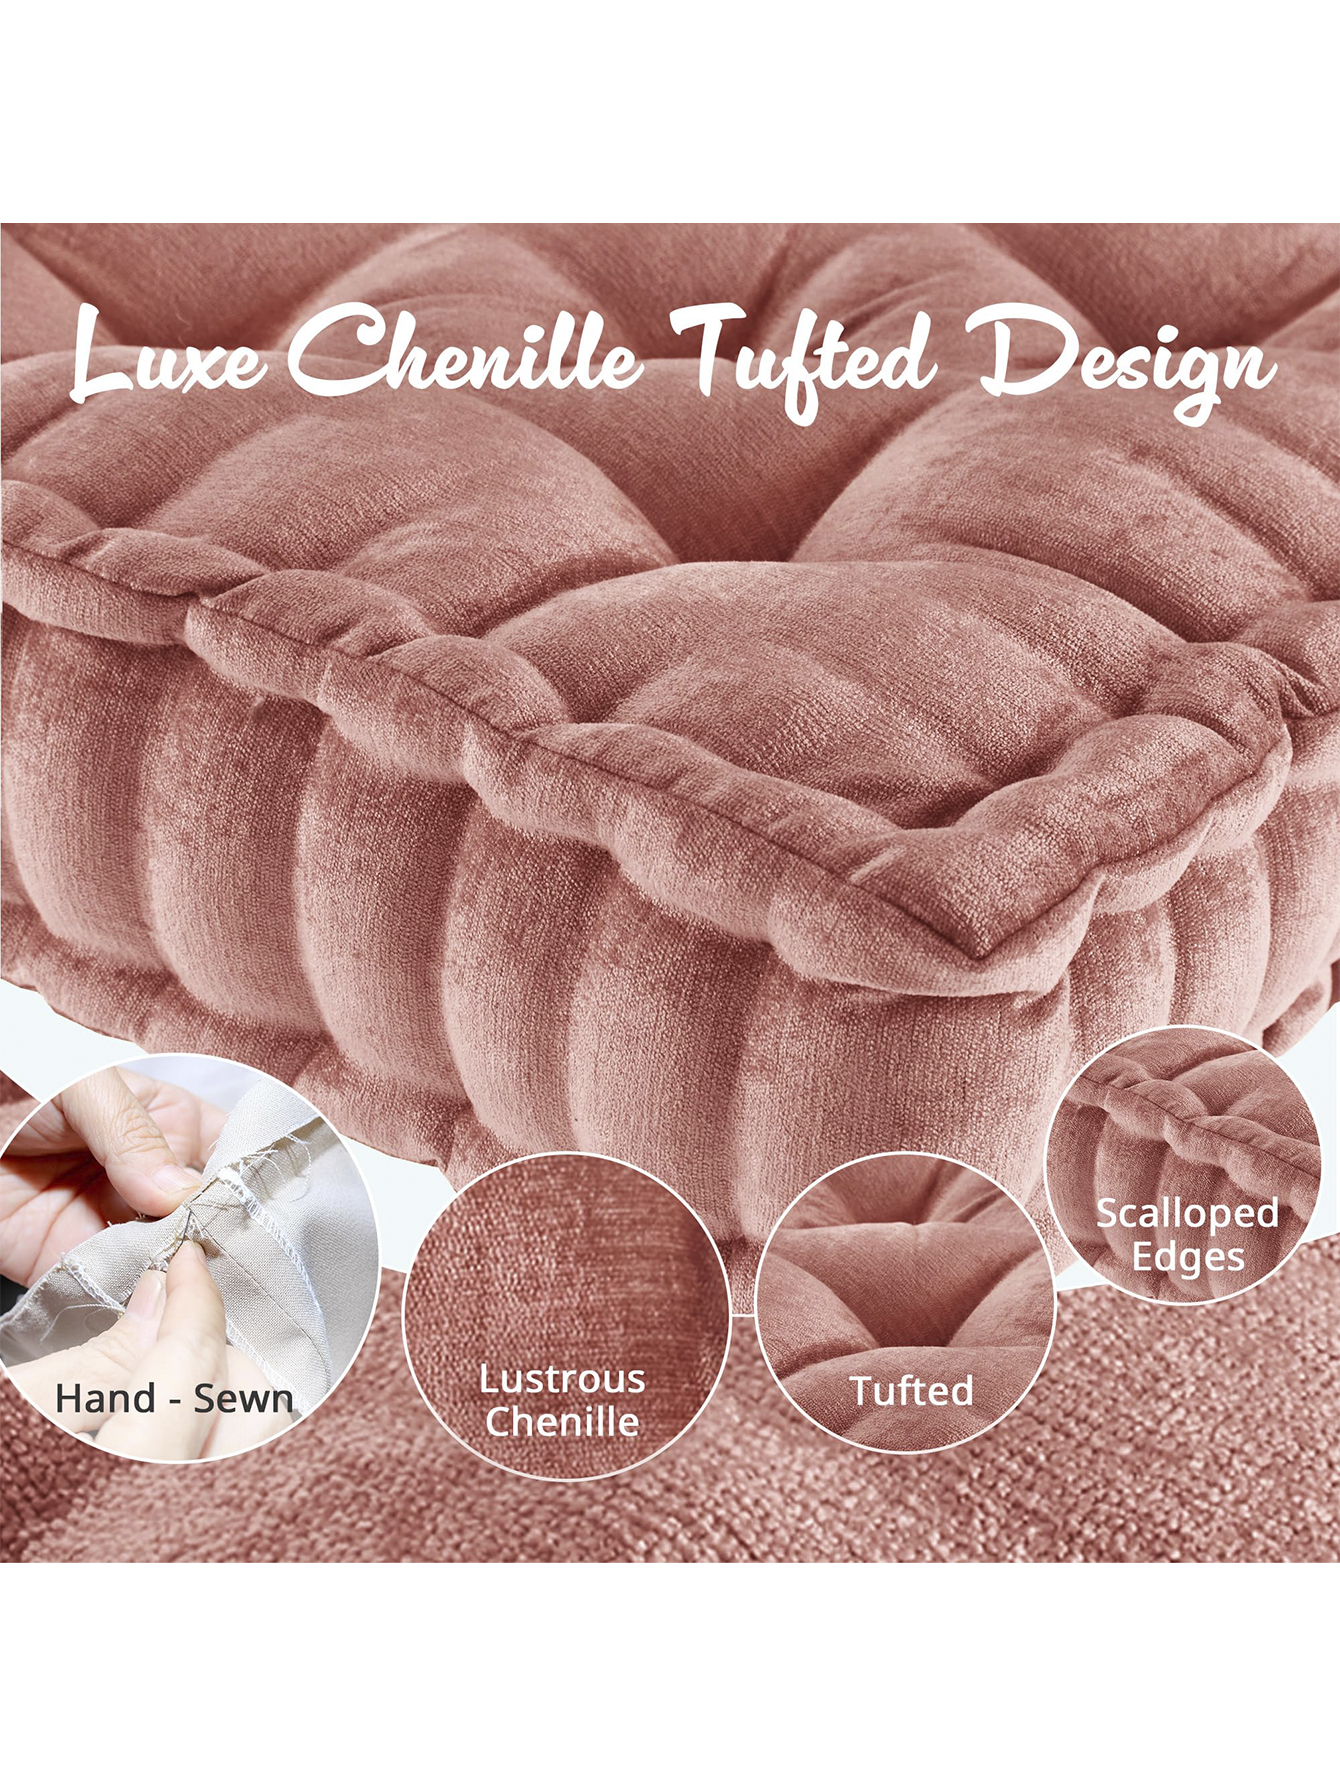 Luxe Chenille Tufted Design
Scalloped
Edges
Hand - Sewn
Lustrous
Chenille
Tufted